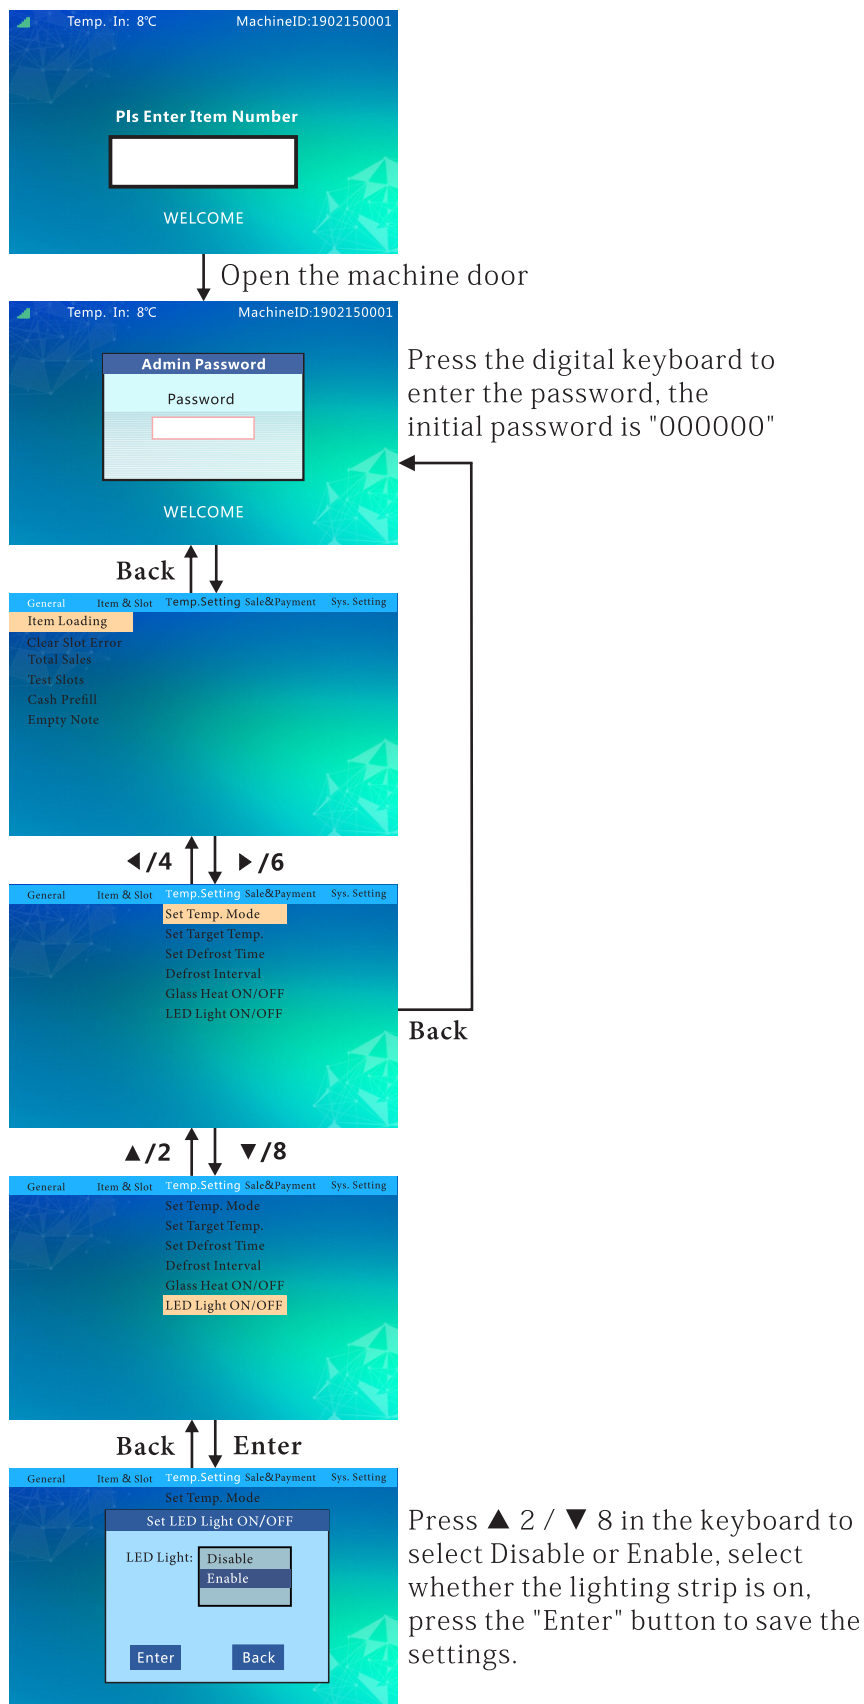 Temp. In: 8℃ MachineID:1902150001
Pls Enter Item Number
WELCOME
Open the machine door
Temp. In: 8℃ MachineID:1902150001
Admin Password
Password
WELCOME
Press the digital keyboard to
enter the password, the
initial password is "000000"
Back
General Item & Slot Temp.Setting Sale&Payment Sys. Setting
Item Loading
Clear Slot Error
Total Sales
Test Slots
Cash Prefill
Empty Note
◀/4 ▶/6
General Item & Slot Temp.Setting Sale&Payment Sys. Setting
Set Temp. Mode
Set Target Temp.
Set Defrost Time
Defrost Interval
Glass Heat ON/OFF
LED Light ON/OFF
Back
▲/2 ▼/8
General Item & Slot Temp.Setting Sale&Payment Sys. Setting
Set Temp. Mode
Set Target Temp.
Set Defrost Time
Defrost Interval
Glass Heat ON/OFF
LED Light ON/OFF
Back Enter
General Item & Slot Temp.Setting Sale&Payment Sys. Setting
Set Temp. Mode
Set LED Light ON/OFF
LED Light: Disable
Enable
Enter Back
Press ▲ 2 / ▼ 8 in the keyboard to
select Disable or Enable, select
whether the lighting strip is on,
press the "Enter" button to save the
settings.